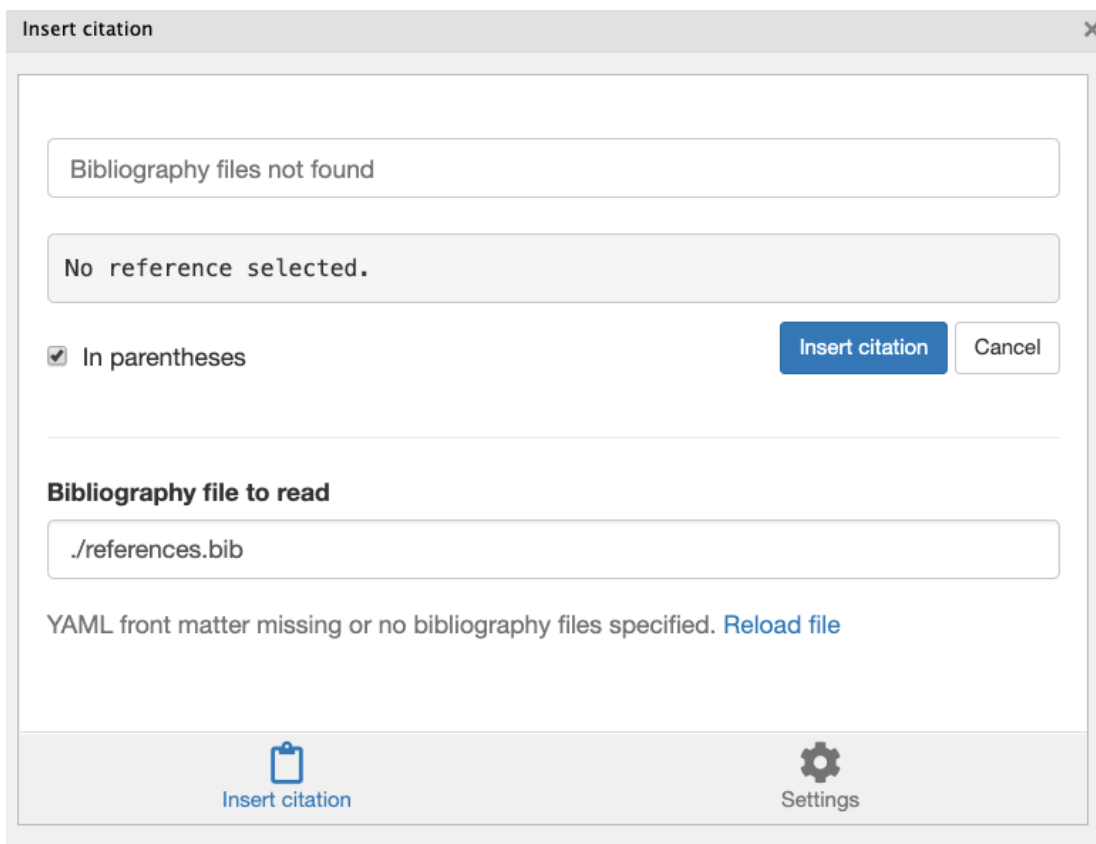 Insert citation
Bibliography files not found
No reference selected.
In parentheses
Insert citation
Cancel
Bibliography file to read
./references.bib
YAML front matter missing or no bibliography files specified. Reload file
Insert citation
Settings